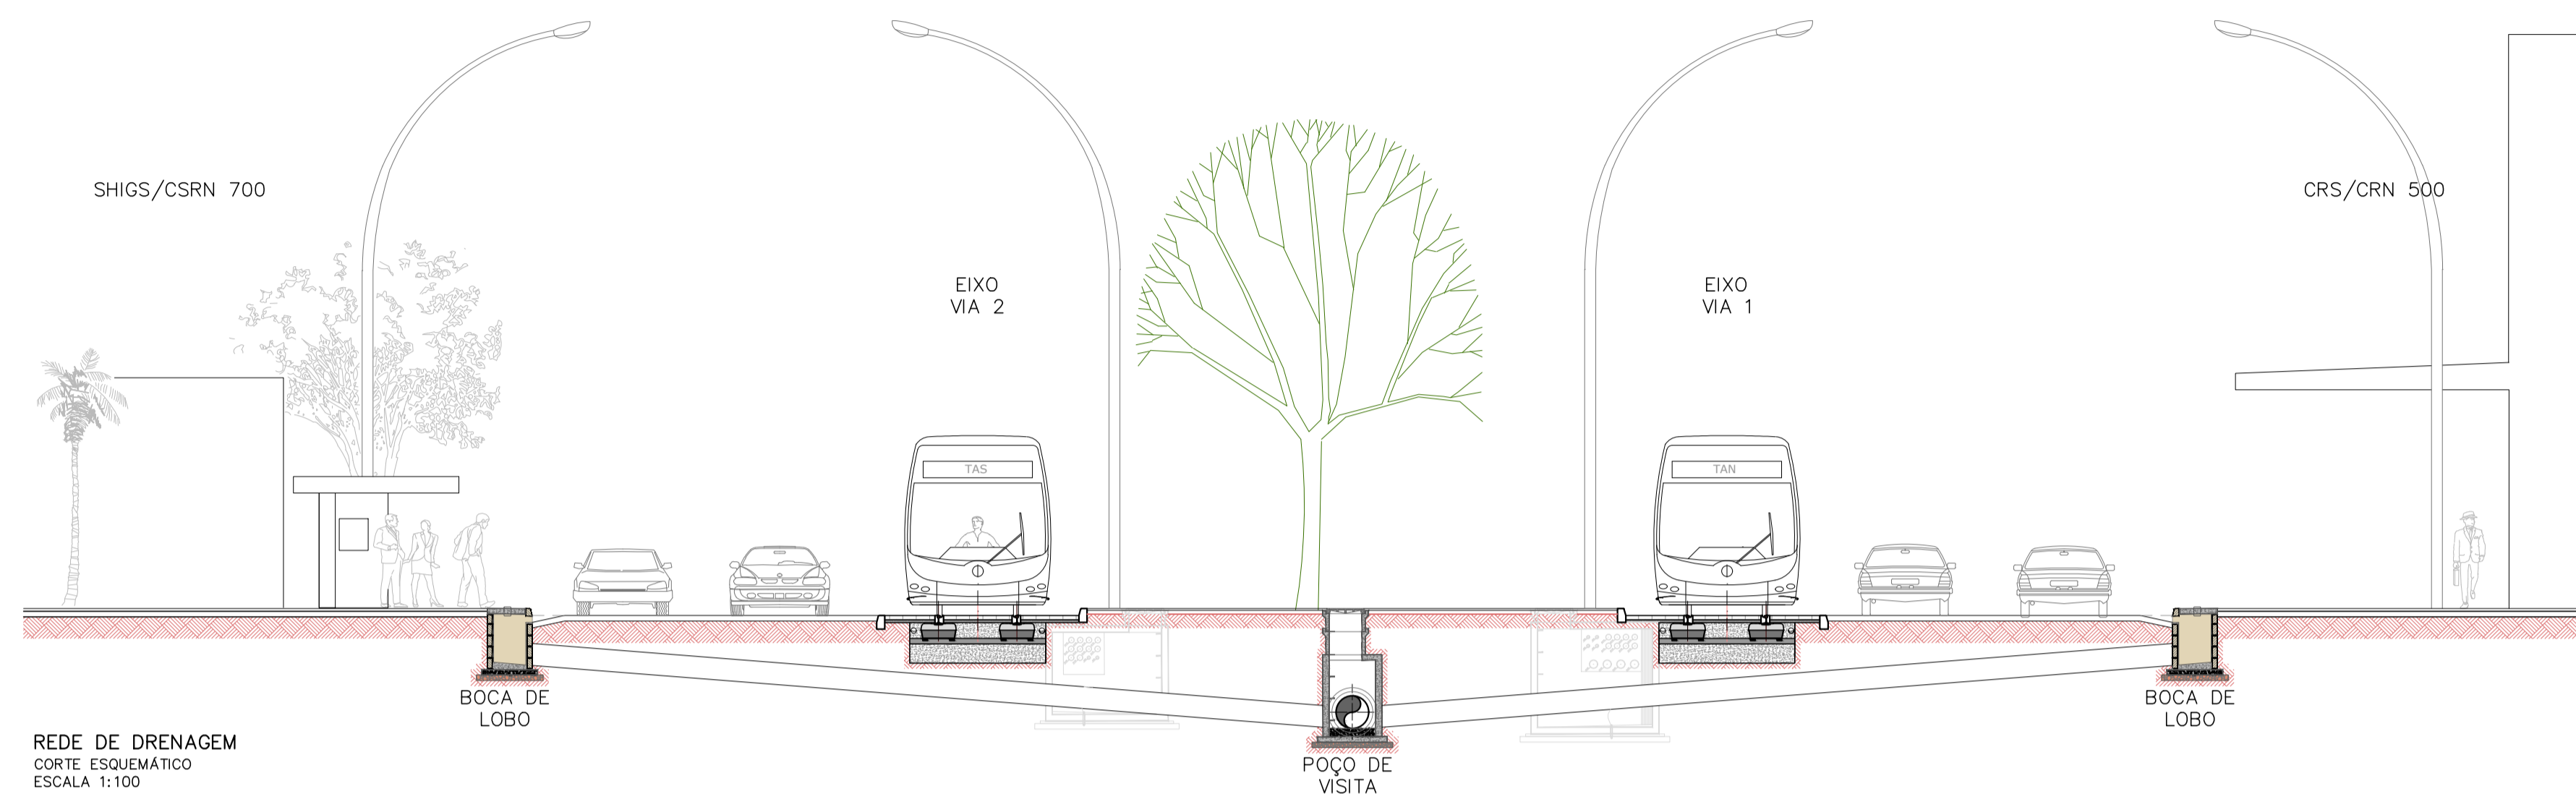 SHIGS/CSRN 700
CRS/CRN 500
EIXO
VIA 2
EIXO
VIA 1
TAS
TAN
BOCA DE
LOBO
BOCA DE
LOBO
POÇO DE
VISITA
REDE DE DRENAGEM
CORTE ESQUEMÁTICO
ESCALA 1:100